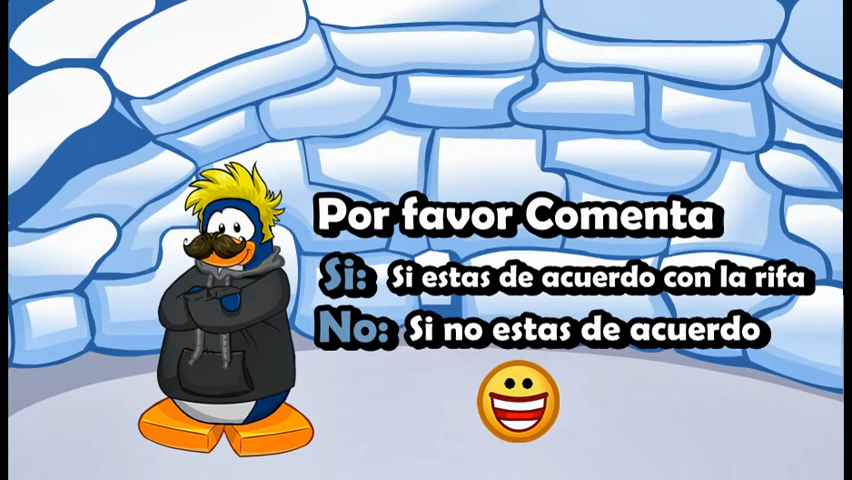 Por favor Comenta
Si: Si estas de acuerdo con la rifa
No: Si no estas de acuerdo